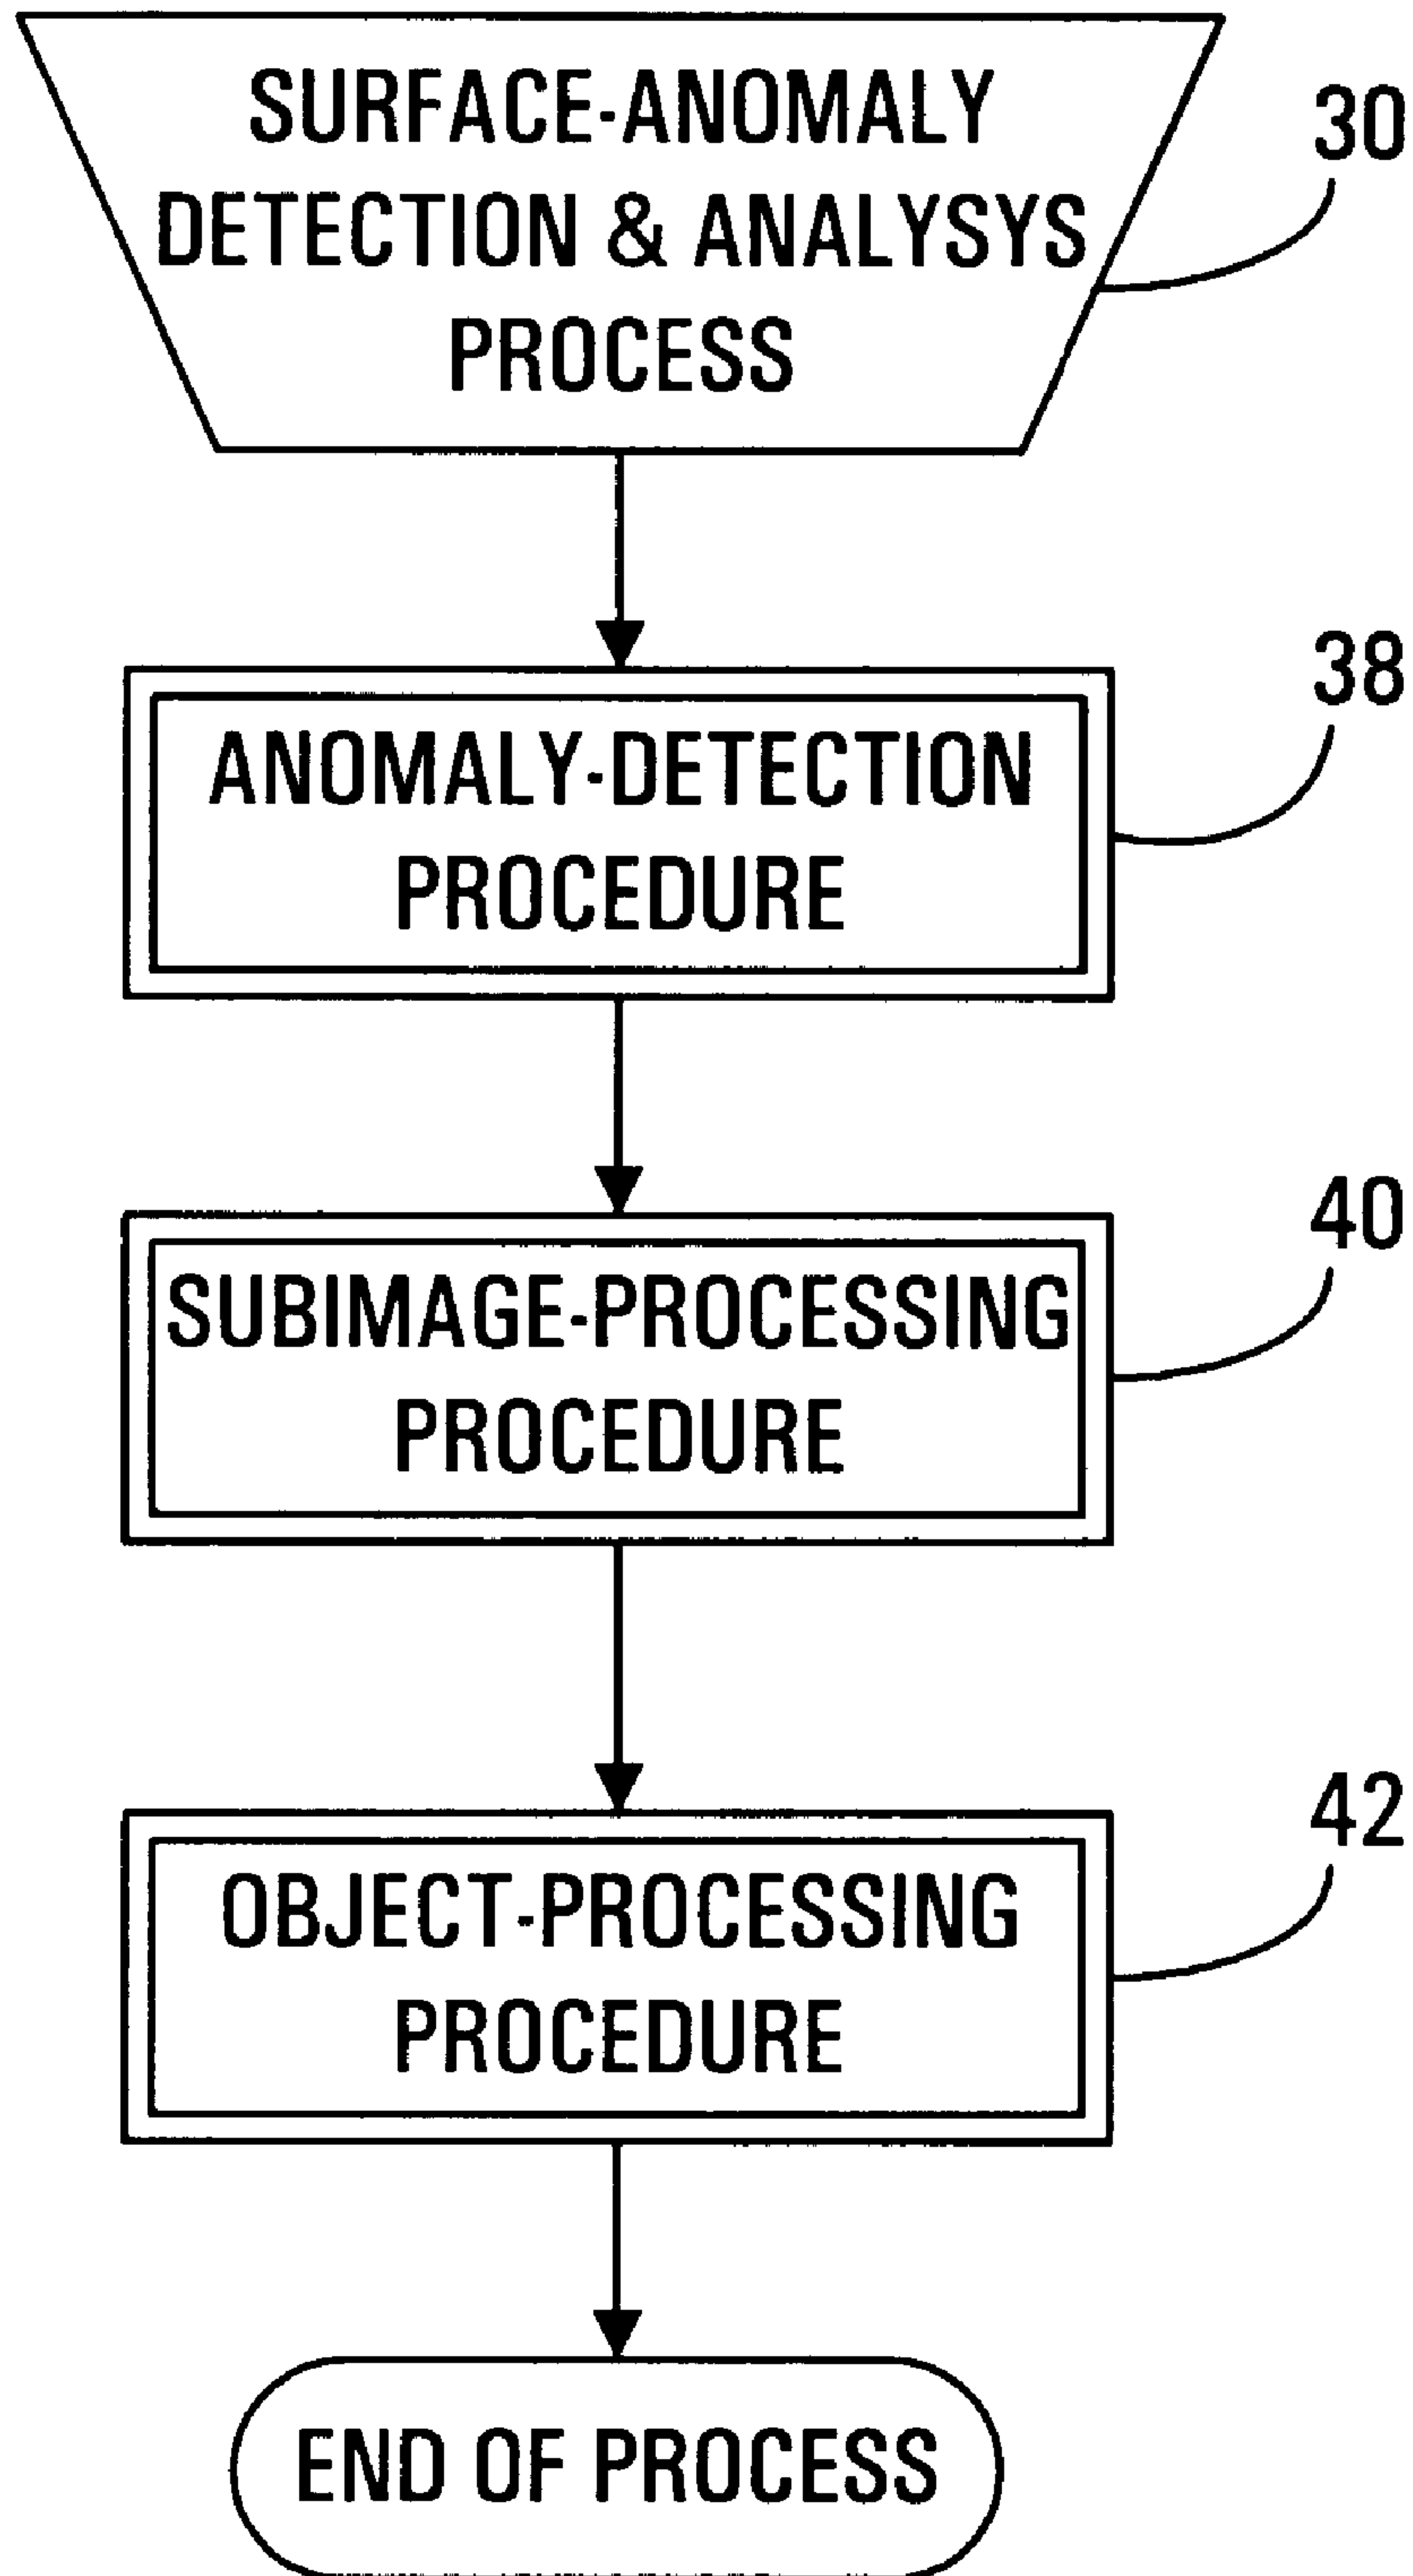 SURFACE-ANOMALY
DETECTION & ANALYSYS
PROCESS
30
ANOMALY-DETECTION
PROCEDURE
38
SUBIMAGE-PROCESSING
PROCEDURE
40
OBJECT-PROCESSING
PROCEDURE
42
END OF PROCESS